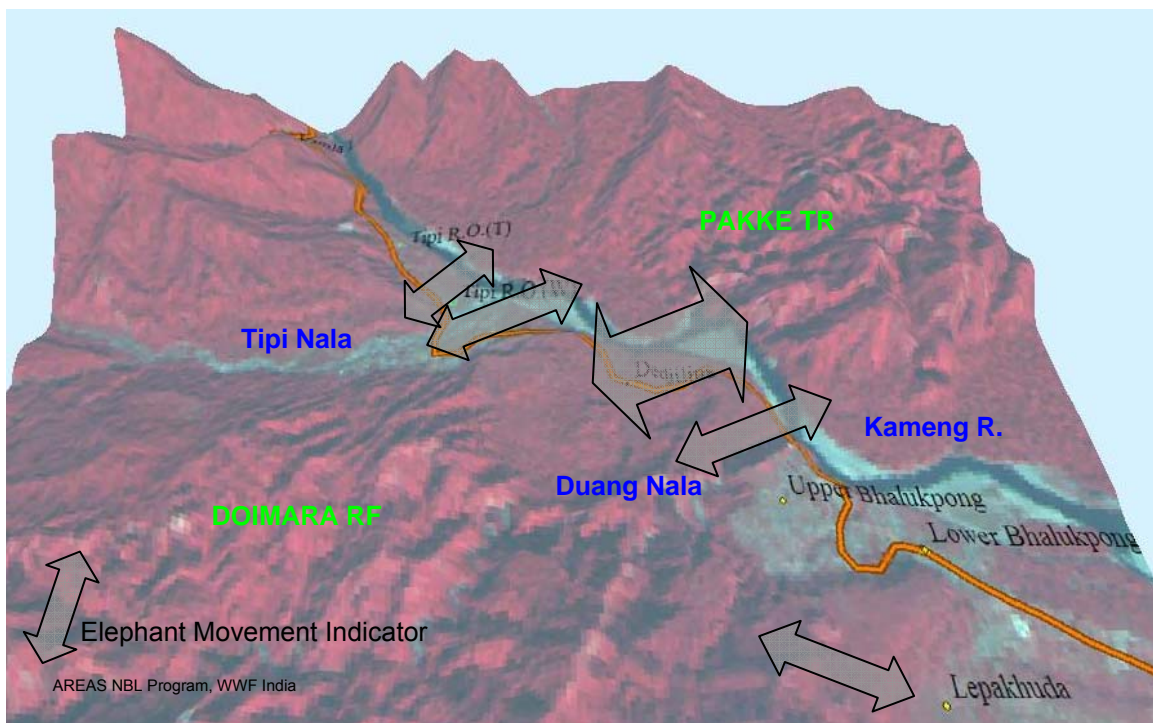 PAKKE TR
Tipi R.O.(T)
Tipi R.O.(W)
Tipi Nala
Kameng R.
Duang Nala
Upper Bhalukpong
DOIMARA RF
Lower Bhalukpong
Elephant Movement Indicator
AREAS NBL Program, WWF India
Lepakhuda